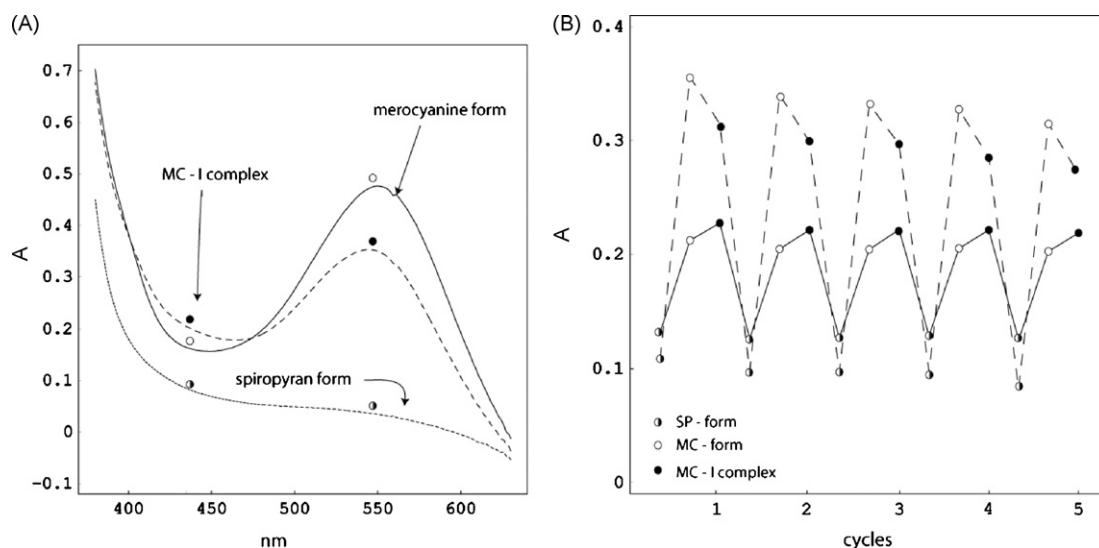 (A)
0.7
0.6
0.5
0.4
0.3
0.2
0.1
0
-0.1
A
merocyanine form
MC - I complex
spiropyran form
400 450 500 550 600
nm
(B)
0.4
0.3
0.2
0.1
0
A
SP - form
MC - form
MC - I complex
1 2 3 4 5
cycles